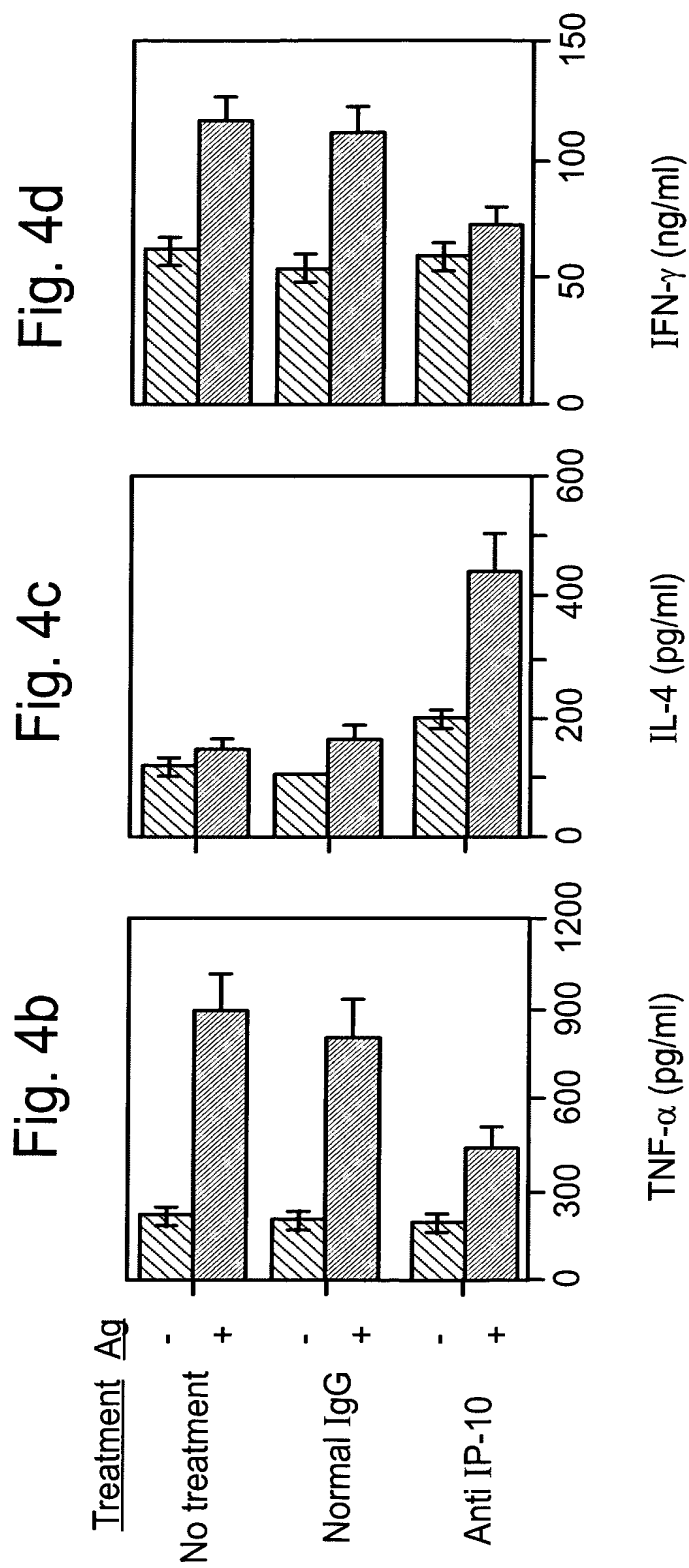 Fig. 4b
Fig. 4c
Fig. 4d
Treatment Ag
No treatment
-
+
Normal IgG
-
+
Anti IP-10
-
+
0 300 600 900 1200
TNF-α (pg/ml)
0 200 400 600
IL-4 (pg/ml)
0 50 100 150
IFN-γ (ng/ml)